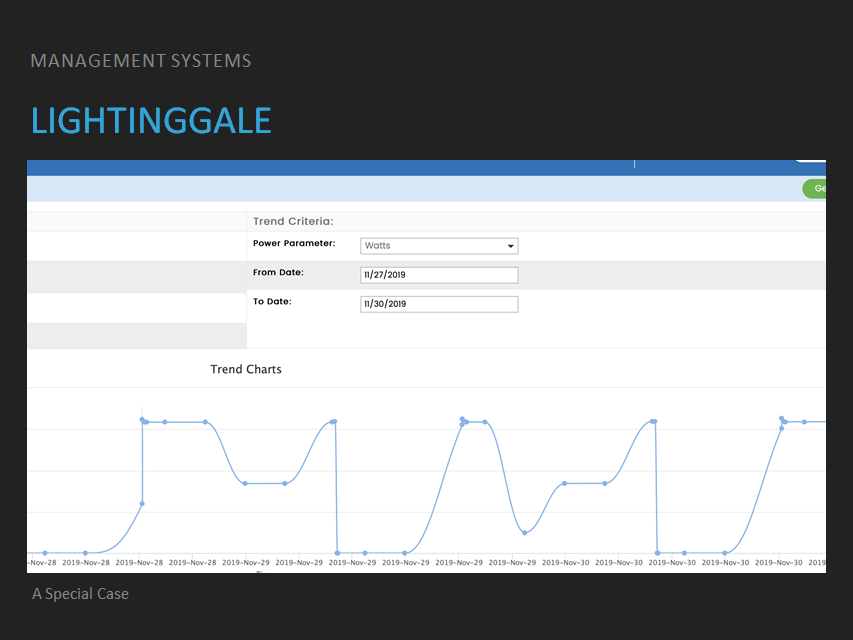 MANAGEMENT SYSTEMS
LIGHTINGGALE
Trend Criteria:
Power Parameter: Watts
From Date: 11/27/2019
To Date: 11/30/2019
Trend Charts
-Nov-28 2019-Nov-28 2019-Nov-28 2019-Nov-28 2019-Nov-29 2019-Nov-29 2019-Nov-29 2019-Nov-29 2019-Nov-29 2019-Nov-29 2019-Nov-30 2019-Nov-30 2019-Nov-30 2019-Nov-30 2019-Nov-30
A Special Case